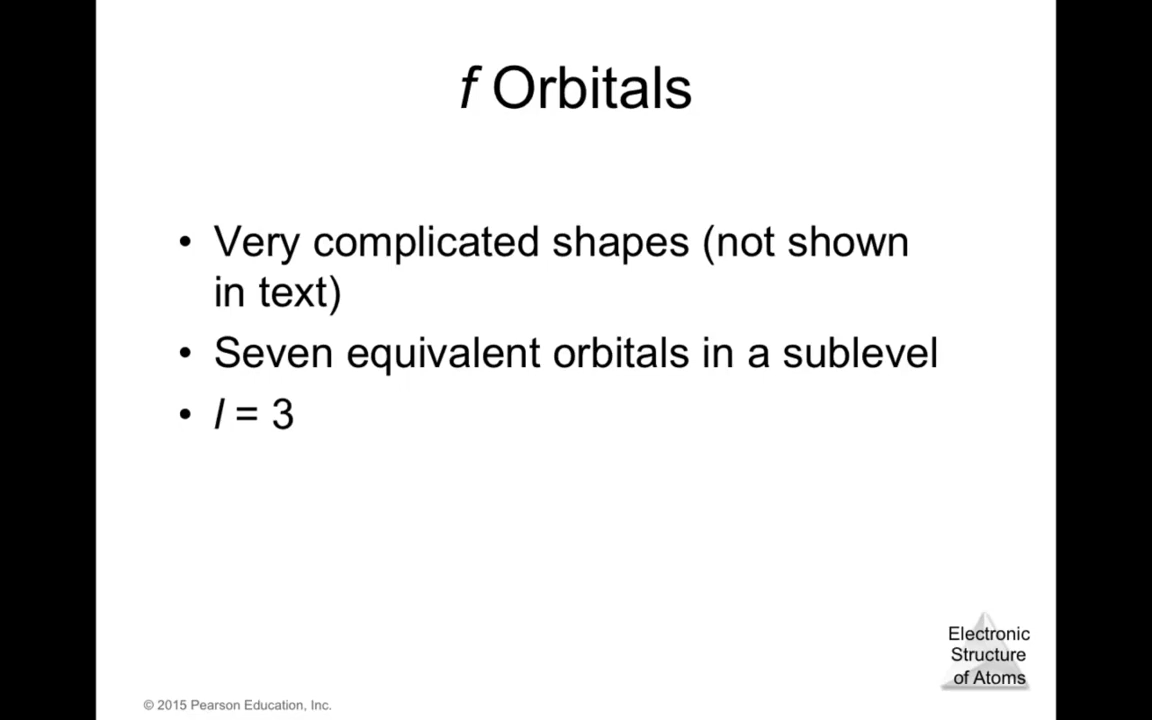 f Orbitals
• Very complicated shapes (not shown
in text)
• Seven equivalent orbitals in a sublevel
• l = 3
Electronic
Structure
of Atoms
© 2015 Pearson Education, Inc.